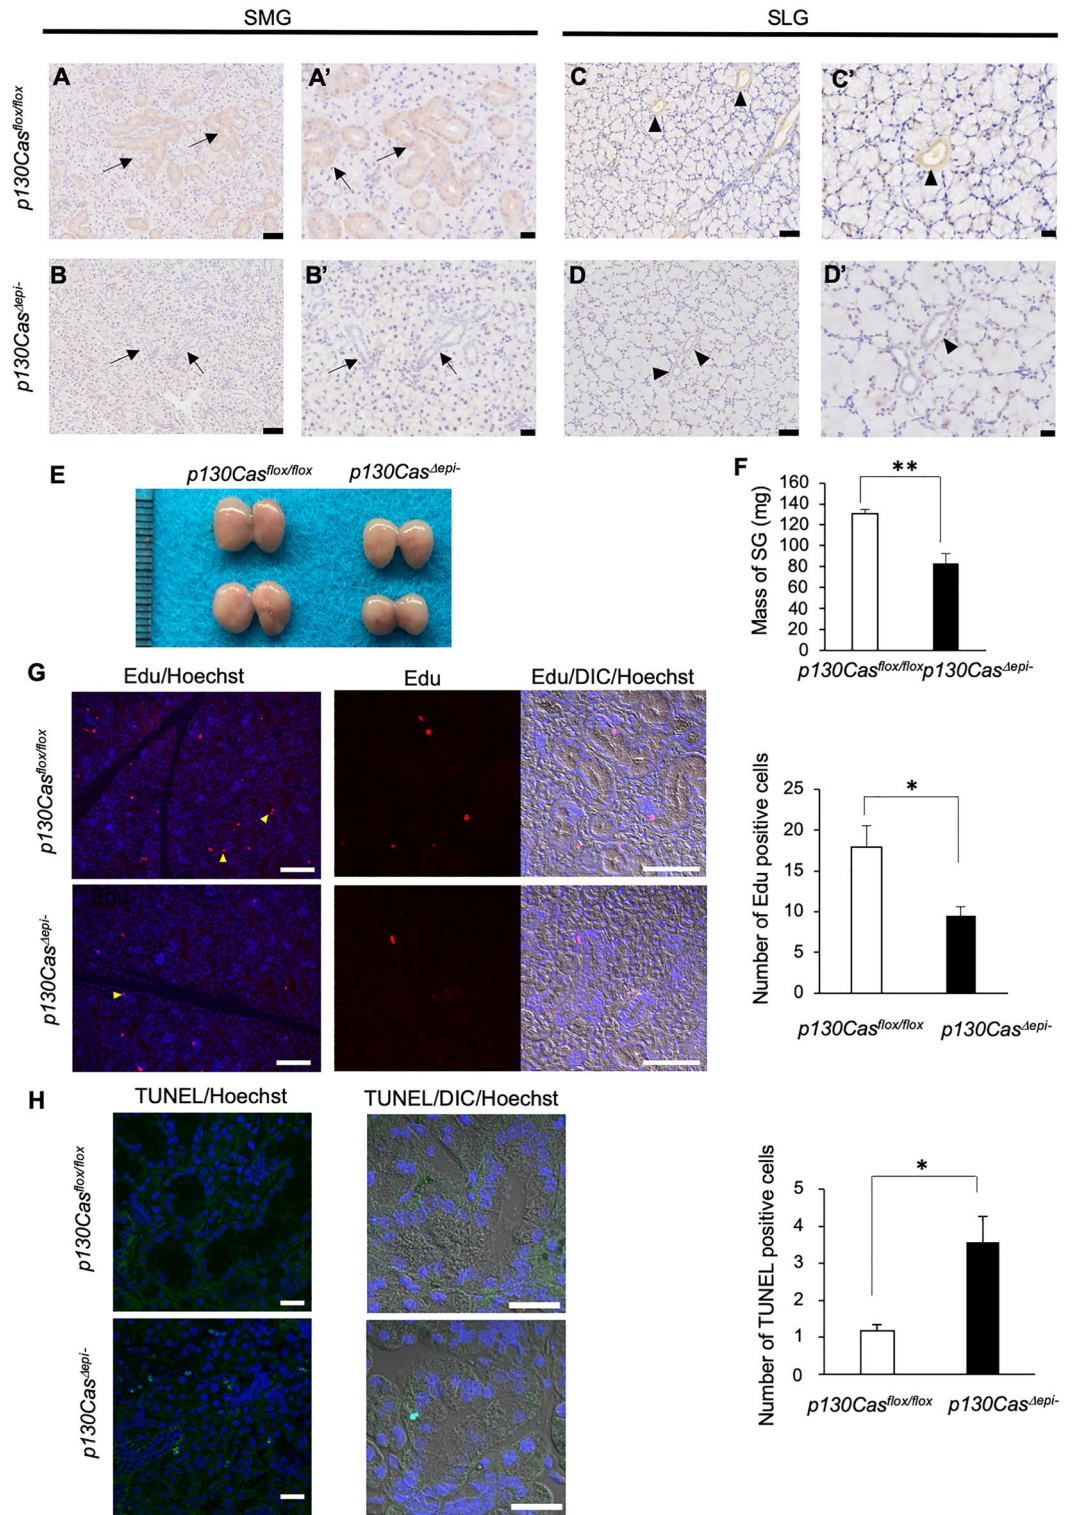 SMG
SLG
p130Cas^flox/flox
A
A'
C
C'
p130Cas^Δepi-
B
B'
D
D'
E
p130Cas^flox/flox
p130Cas^Δepi-
F
**
Mass of SG (mg)
160
140
120
100
80
60
40
20
0
p130Cas^flox/flox p130Cas^Δepi-
G
Edu/Hoechst
Edu
Edu/DIC/Hoechst
p130Cas^flox/flox
Edu
p130Cas^Δepi-
*
Number of Edu positive cells
25
20
15
10
5
0
p130Cas^flox/flox
p130Cas^Δepi-
H
TUNEL/Hoechst
TUNEL/DIC/Hoechst
p130Cas^flox/flox
p130Cas^Δepi-
*
Number of TUNEL positive cells
5
4
3
2
1
0
p130Cas^flox/flox
p130Cas^Δepi-